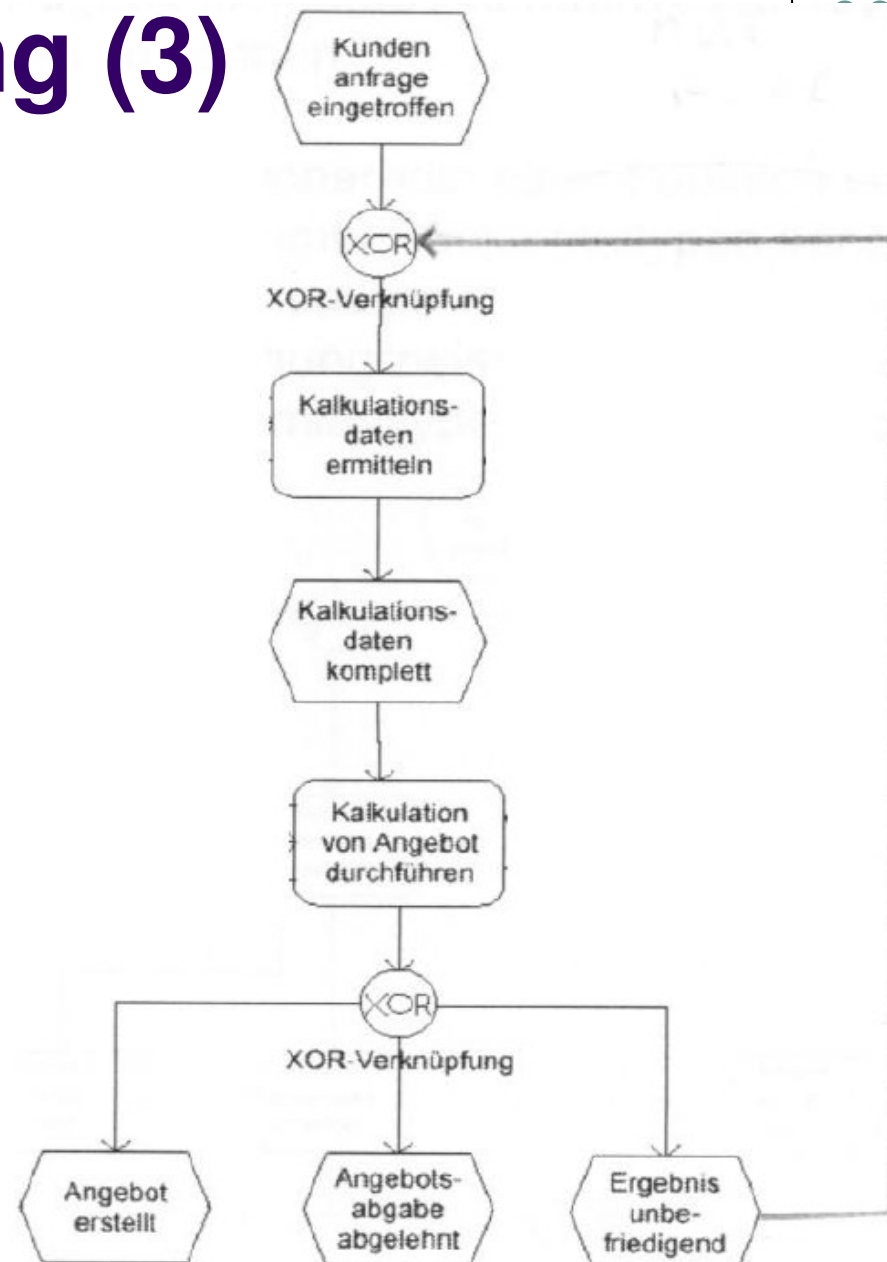 ng (3)
Kunden
anfrage
eingetroffen
XOR
XOR-Verknüpfung
Kalkulations-
daten
ermitteln
Kalkulations-
daten
komplett
Kalkulation
von Angebot
durchführen
XOR
XOR-Verknüpfung
Angebot
erstellt
Angebots-
abgabe
abgelehnt
Ergebnis
unbe-
friedigend